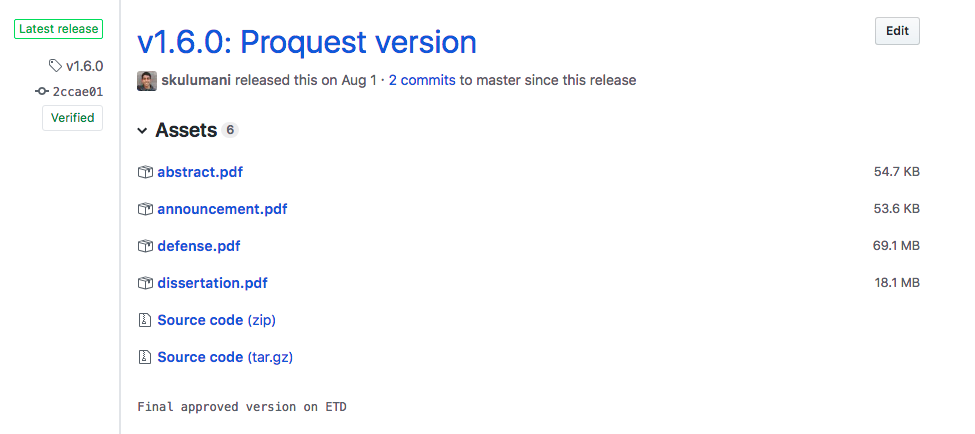 Latest release
v1.6.0
2ccae01
Verified
v1.6.0: Proquest version
Edit
skulumani released this on Aug 1 · 2 commits to master since this release
Assets 6
abstract.pdf 54.7 KB
announcement.pdf 53.6 KB
defense.pdf 69.1 MB
dissertation.pdf 18.1 MB
Source code (zip)
Source code (tar.gz)
Final approved version on ETD